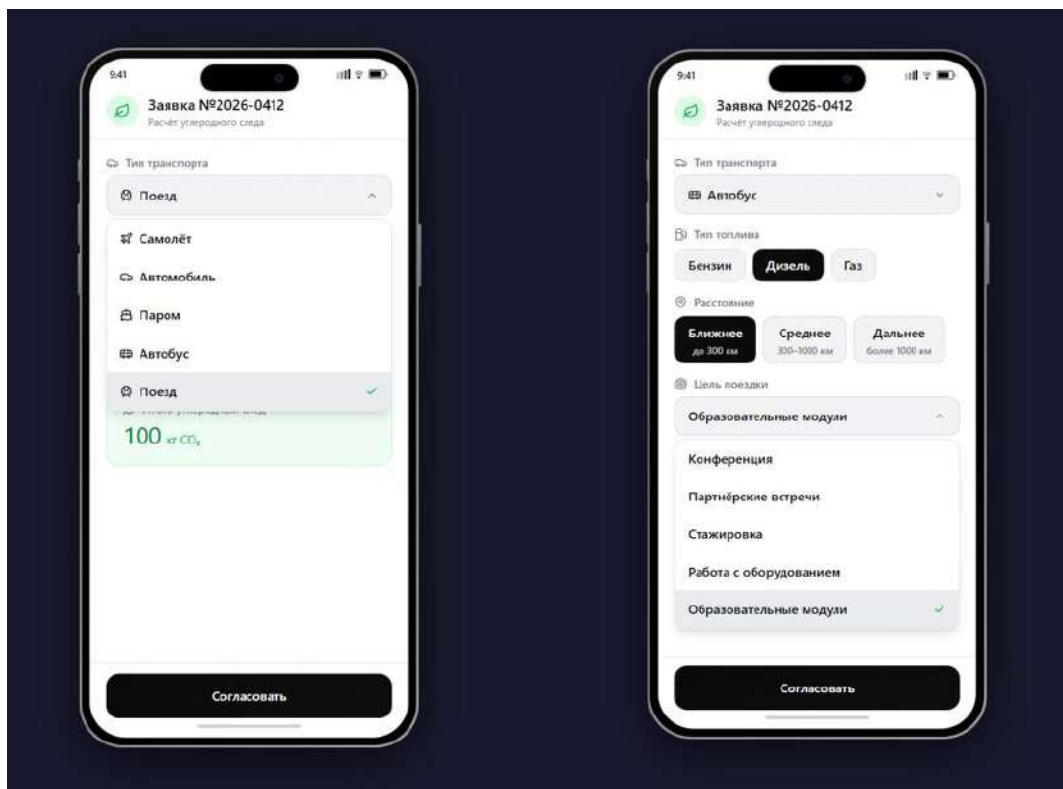 9:41
Заявка №2026-0412
Расчёт углеродного следа
Тип транспорта
Поезд
Самолёт
Автомобиль
Паром
Автобус
Поезд
100 кг CO₂
Согласовать
9:41
Заявка №2026-0412
Расчёт углеродного следа
Тип транспорта
Автобус
Тип топлива
Бензин Дизель Газ
Расстояние
Ближнее Среднее Дальнее
до 300 км 300–1000 км более 1000 км
Цель поездки
Образовательные модули
Конференция
Партнёрские встречи
Стажировка
Работа с оборудованием
Образовательные модули
Согласовать